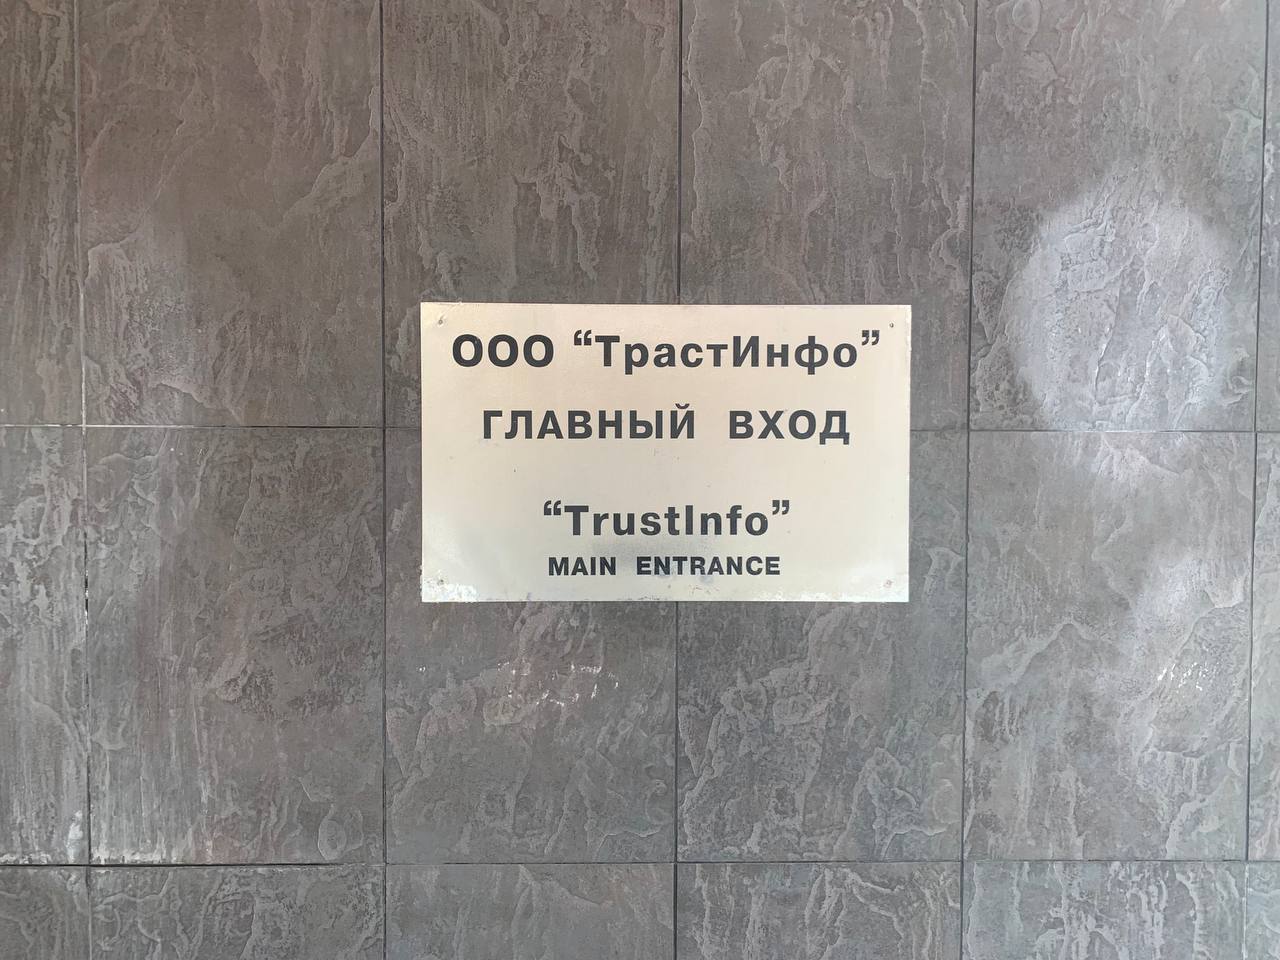 ООО “ТрастИнфо”
ГЛАВНЫЙ ВХОД
“TrustInfo”
MAIN ENTRANCE